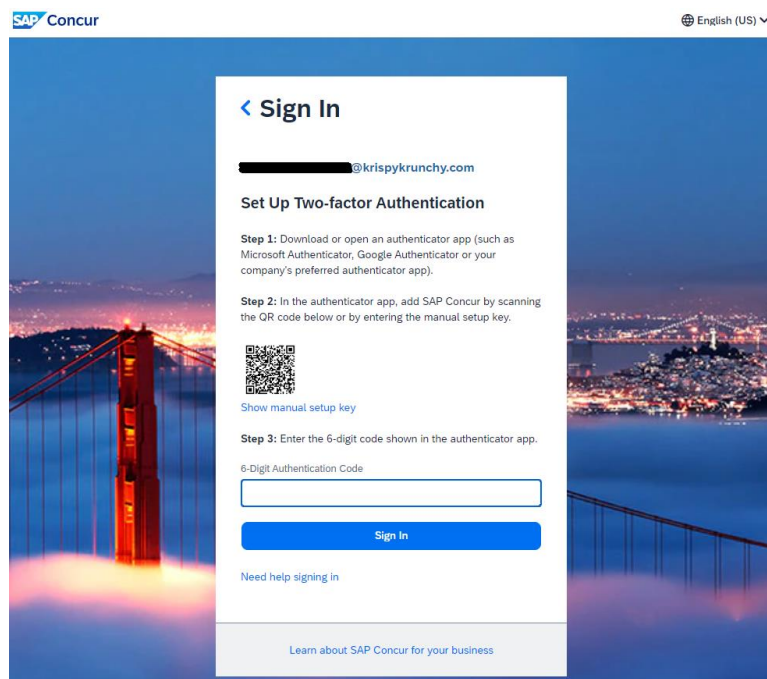 SAP Concur
English (US)
Sign In
@krispykrunchy.com
Set Up Two-factor Authentication
Step 1: Download or open an authenticator app (such as
Microsoft Authenticator, Google Authenticator or your
company's preferred authenticator app).
Step 2: In the authenticator app, add SAP Concur by scanning
the QR code below or by entering the manual setup key.
Show manual setup key
Step 3: Enter the 6-digit code shown in the authenticator app.
6-Digit Authentication Code
Sign In
Need help signing in
Learn about SAP Concur for your business